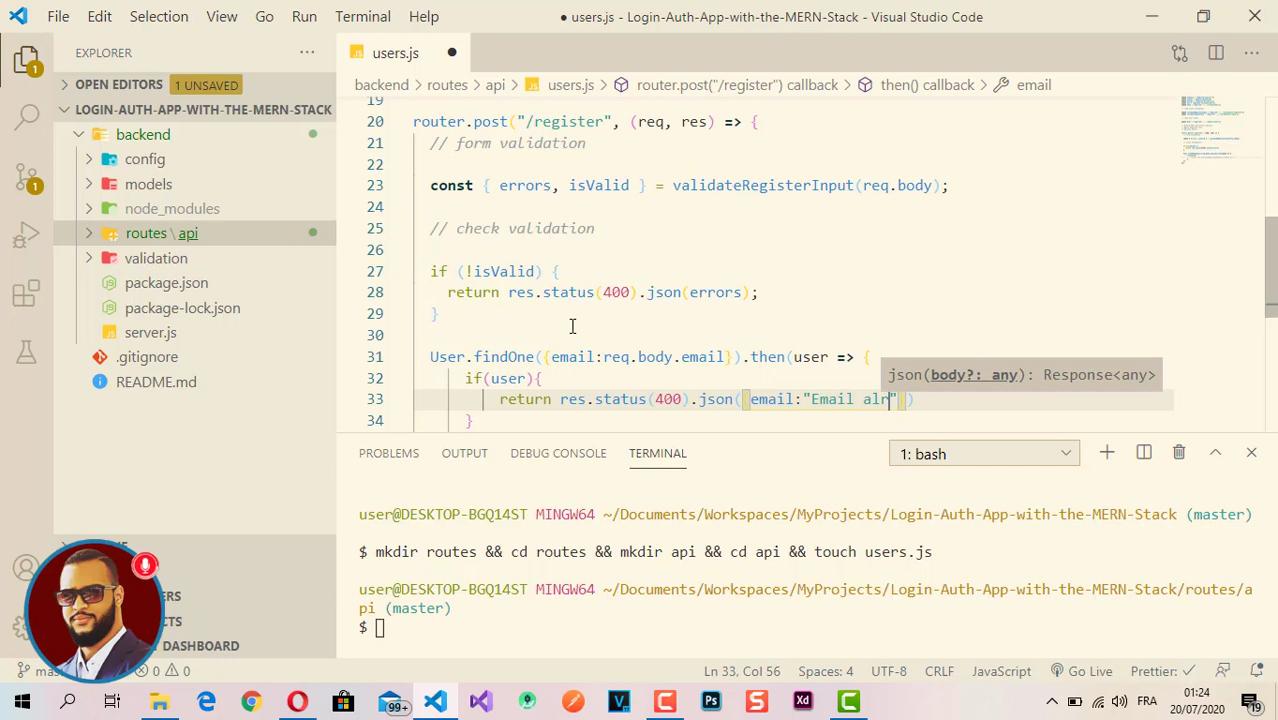 File Edit Selection View Go Run Terminal Help ● users.js - Login-Auth-App-with-the-MERN-Stack - Visual Studio Code
EXPLORER
JS users.js
OPEN EDITORS 1 UNSAVED
backend > routes > api > JS users.js > router.post("/register") callback > then() callback > email
LOGIN-AUTH-APP-WITH-THE-MERN-STACK
backend
config
models
node_modules
routes \ api
validation
package.json
package-lock.json
server.js
.gitignore
README.md
19
20 router.post("/register", (req, res) => {
21 // form validation
22
23 const { errors, isValid } = validateRegisterInput(req.body);
24
25 // check validation
26
27 if (!isValid) {
28 return res.status(400).json(errors);
29 }
30
31 User.findOne({email:req.body.email}).then(user => {
json(body?: any): Response<any>
32 if(user){
33 return res.status(400).json({email:"Email alr"})
34 }
PROBLEMS OUTPUT DEBUG CONSOLE TERMINAL 1: bash
user@DESKTOP-BGQ14ST MINGW64 ~/Documents/Workspaces/MyProjects/Login-Auth-App-with-the-MERN-Stack (master)
$ mkdir routes && cd routes && mkdir api && cd api && touch users.js
user@DESKTOP-BGQ14ST MINGW64 ~/Documents/Workspaces/MyProjects/Login-Auth-App-with-the-MERN-Stack/routes/a
pi (master)
$
DASHBOARD
0 0 Ln 33, Col 56 Spaces: 4 UTF-8 CRLF JavaScript Go Live Prettier: ✓
99+ Ps S Xd FRA 01:24
20/07/2020 19